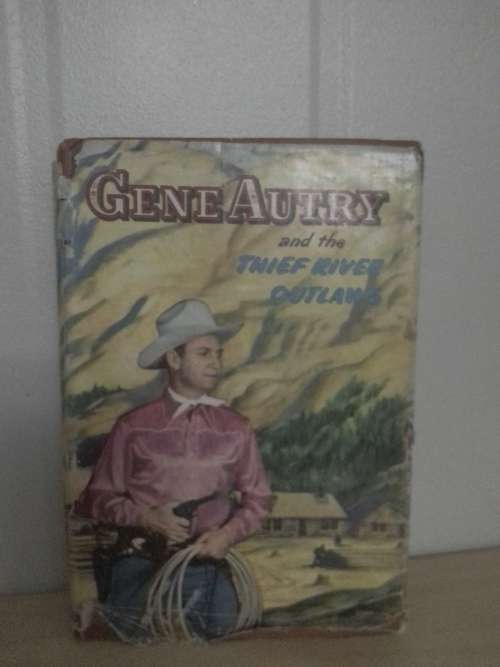 GENE AUTRY
and the
THIEF RIVER
OUTLAWS